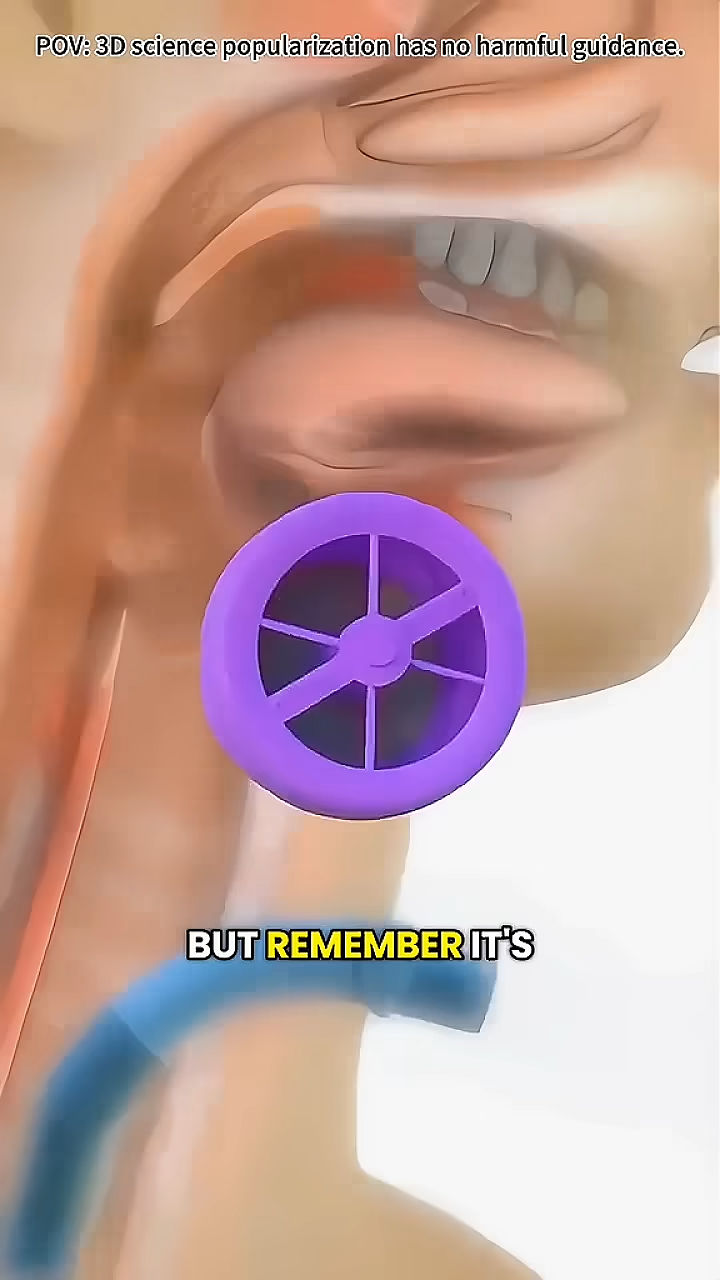 POV: 3D science popularization has no harmful guidance.
BUT REMEMBER IT'S